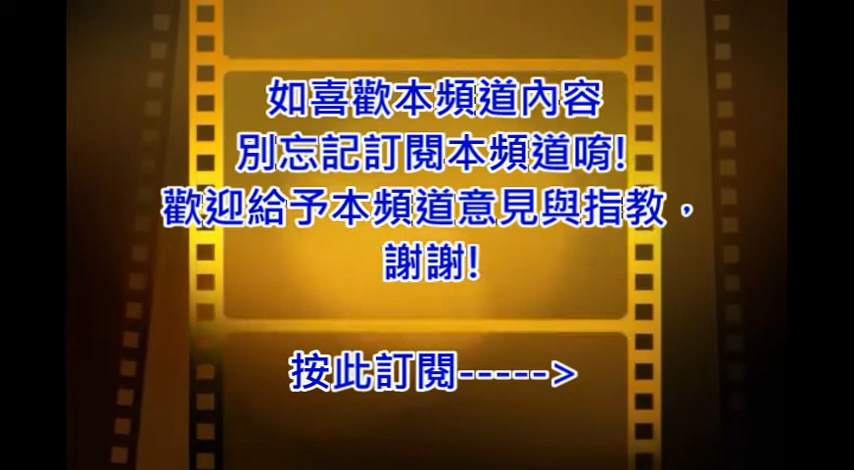 如喜歡本頻道內容
別忘記訂閱本頻道唷!
歡迎給予本頻道意見與指教，
謝謝!
按此訂閱----->